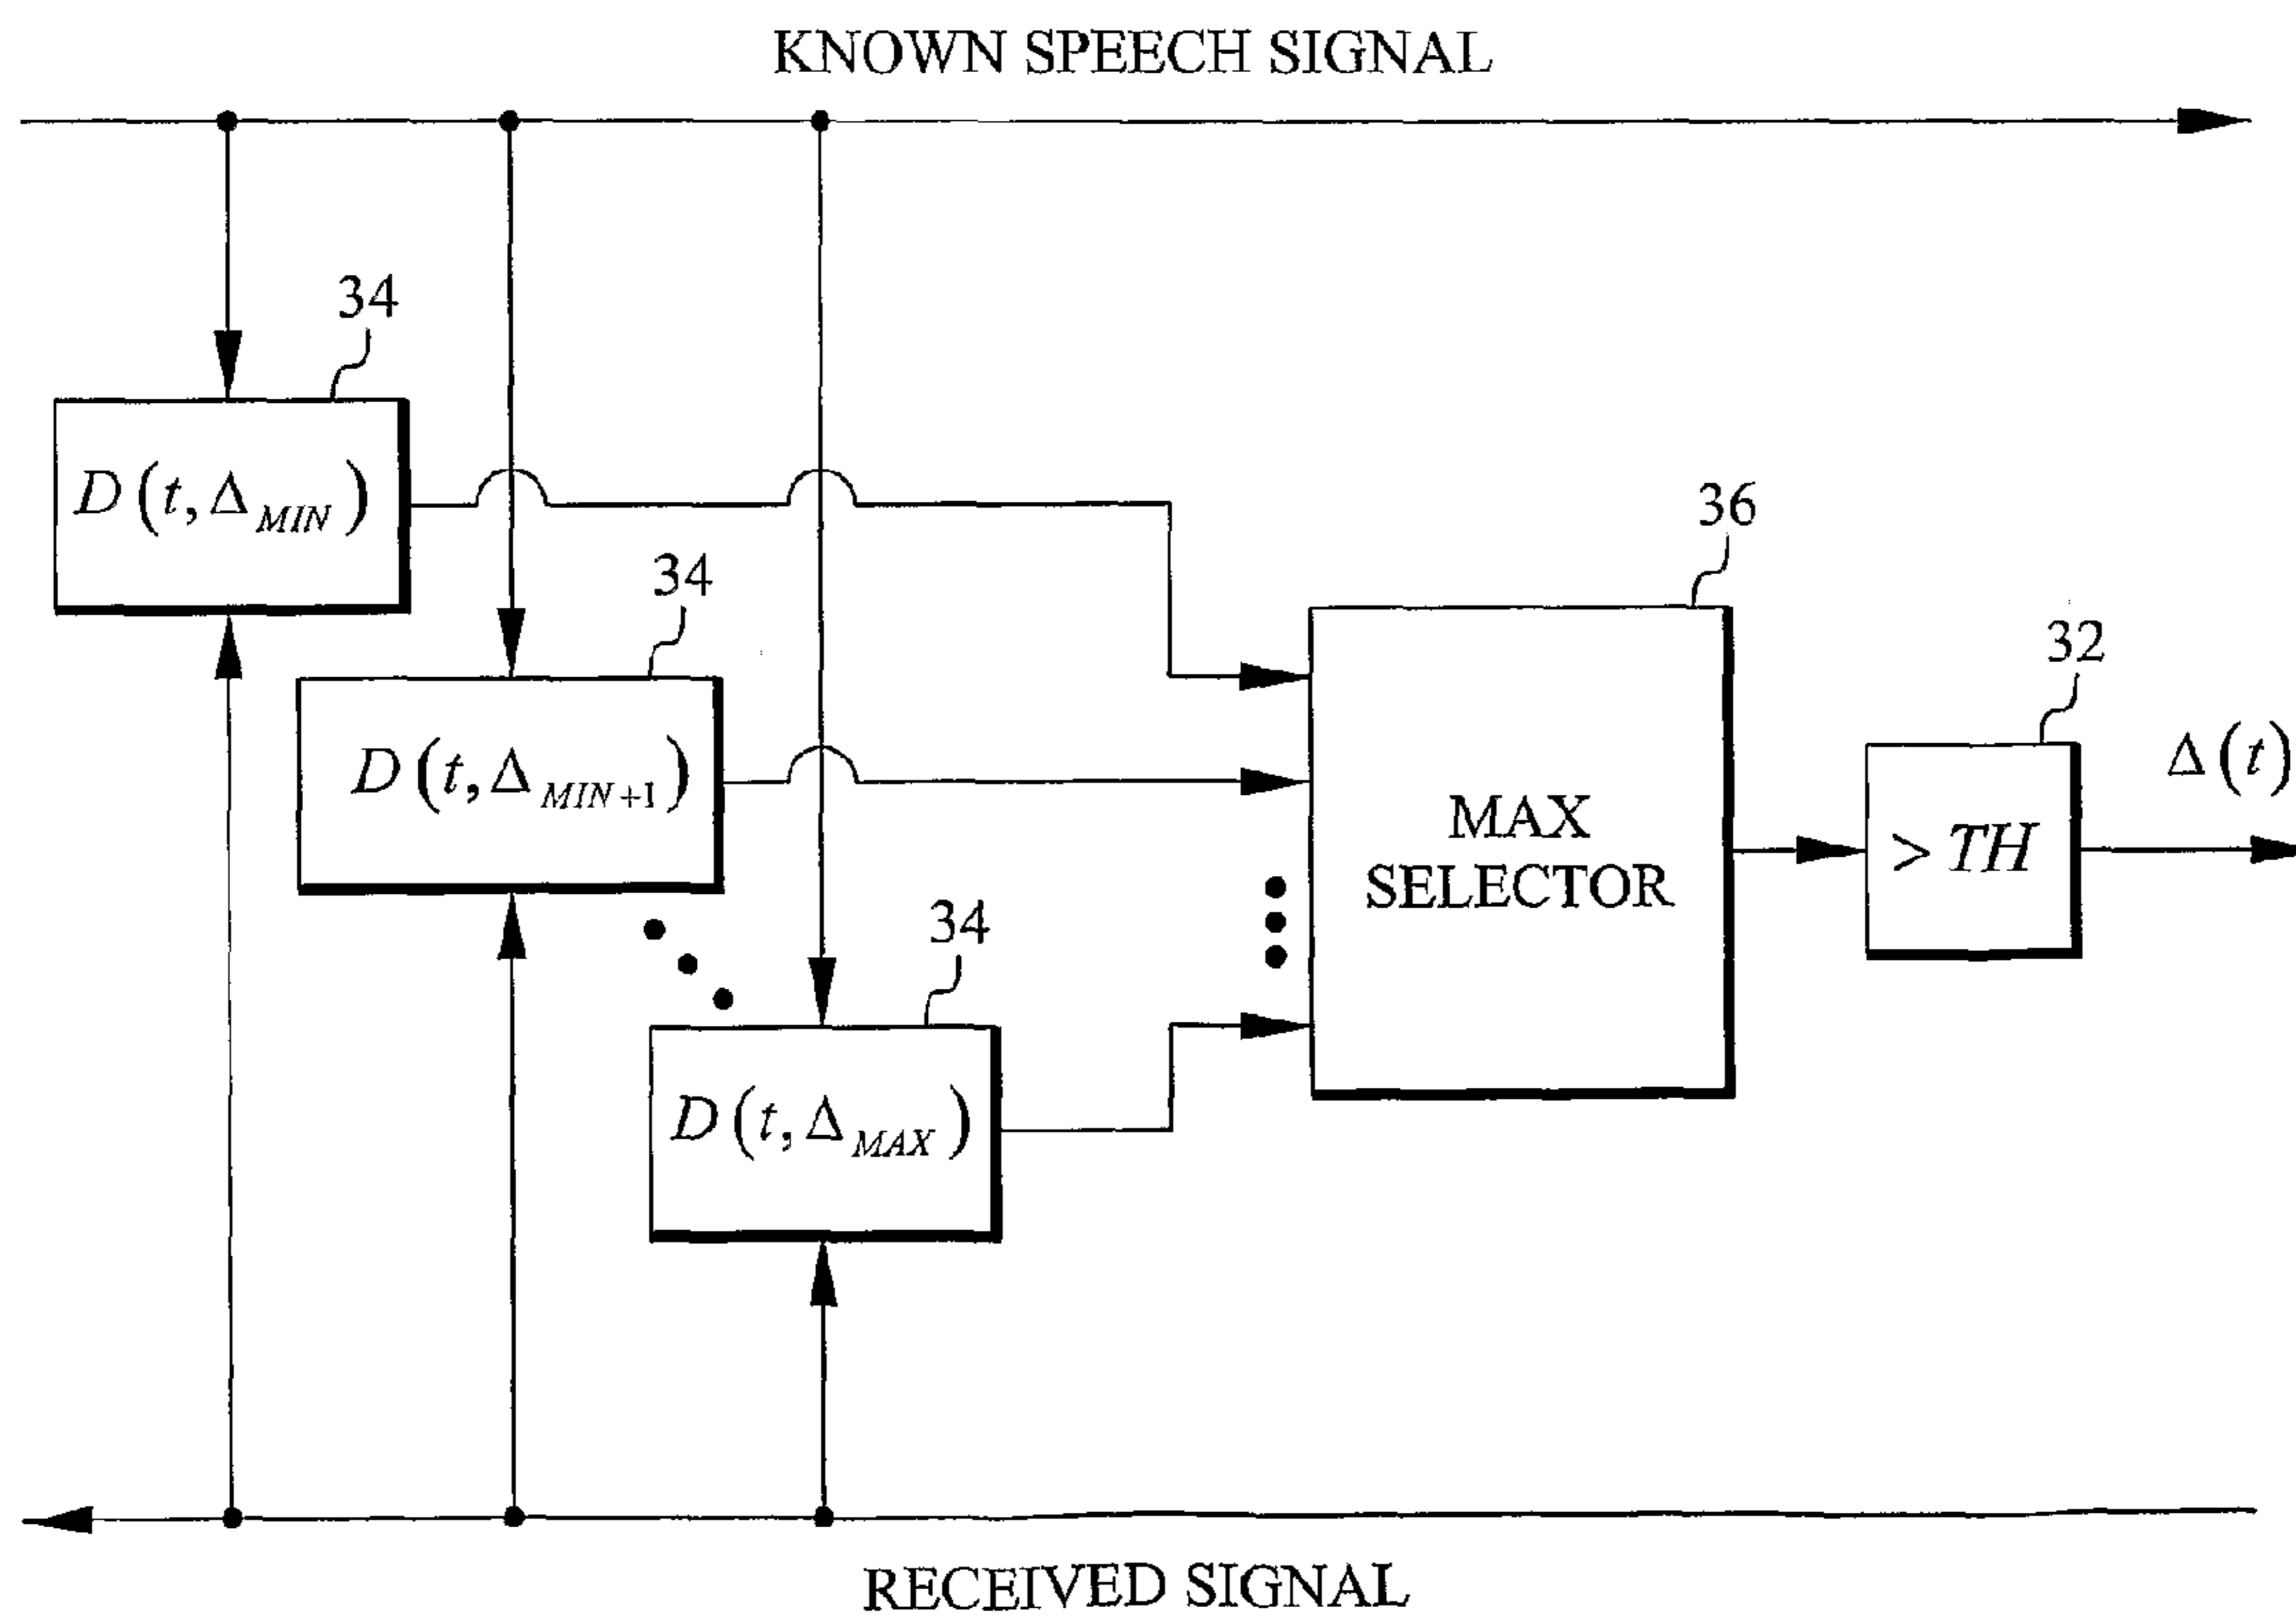 KNOWN SPEECH SIGNAL
34
D(t, Δ_MIN)
34
D(t, Δ_MIN+1)
34
D(t, Δ_MAX)
36
MAX
SELECTOR
32
> TH
Δ(t)
RECEIVED SIGNAL